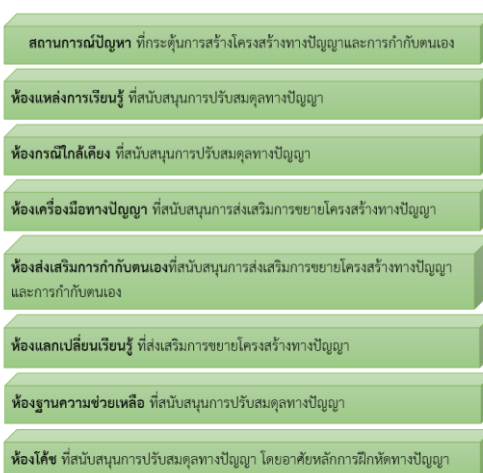 สถานการณ์ปัญหา ที่กระตุ้นการสร้างโครงสร้างทางปัญญาและการกำกับตนเอง
ห้องแหล่งการเรียนรู้ ที่สนับสนุนการปรับสมดุลทางปัญญา
ห้องกรณีใกล้เคียง ที่สนับสนุนการปรับสมดุลทางปัญญา
ห้องเครื่องมือทางปัญญา ที่สนับสนุนการส่งเสริมการขยายโครงสร้างทางปัญญา
ห้องส่งเสริมการกำกับตนเองที่สนับสนุนการส่งเสริมการขยายโครงสร้างทางปัญญา
และการกำกับตนเอง
ห้องแลกเปลี่ยนเรียนรู้ ที่ส่งเสริมการขยายโครงสร้างทางปัญญา
ห้องฐานความช่วยเหลือ ที่สนับสนุนการปรับสมดุลทางปัญญา
ห้องโค้ช ที่สนับสนุนการปรับสมดุลทางปัญญา โดยอาศัยหลักการฝึกหัดทางปัญญา